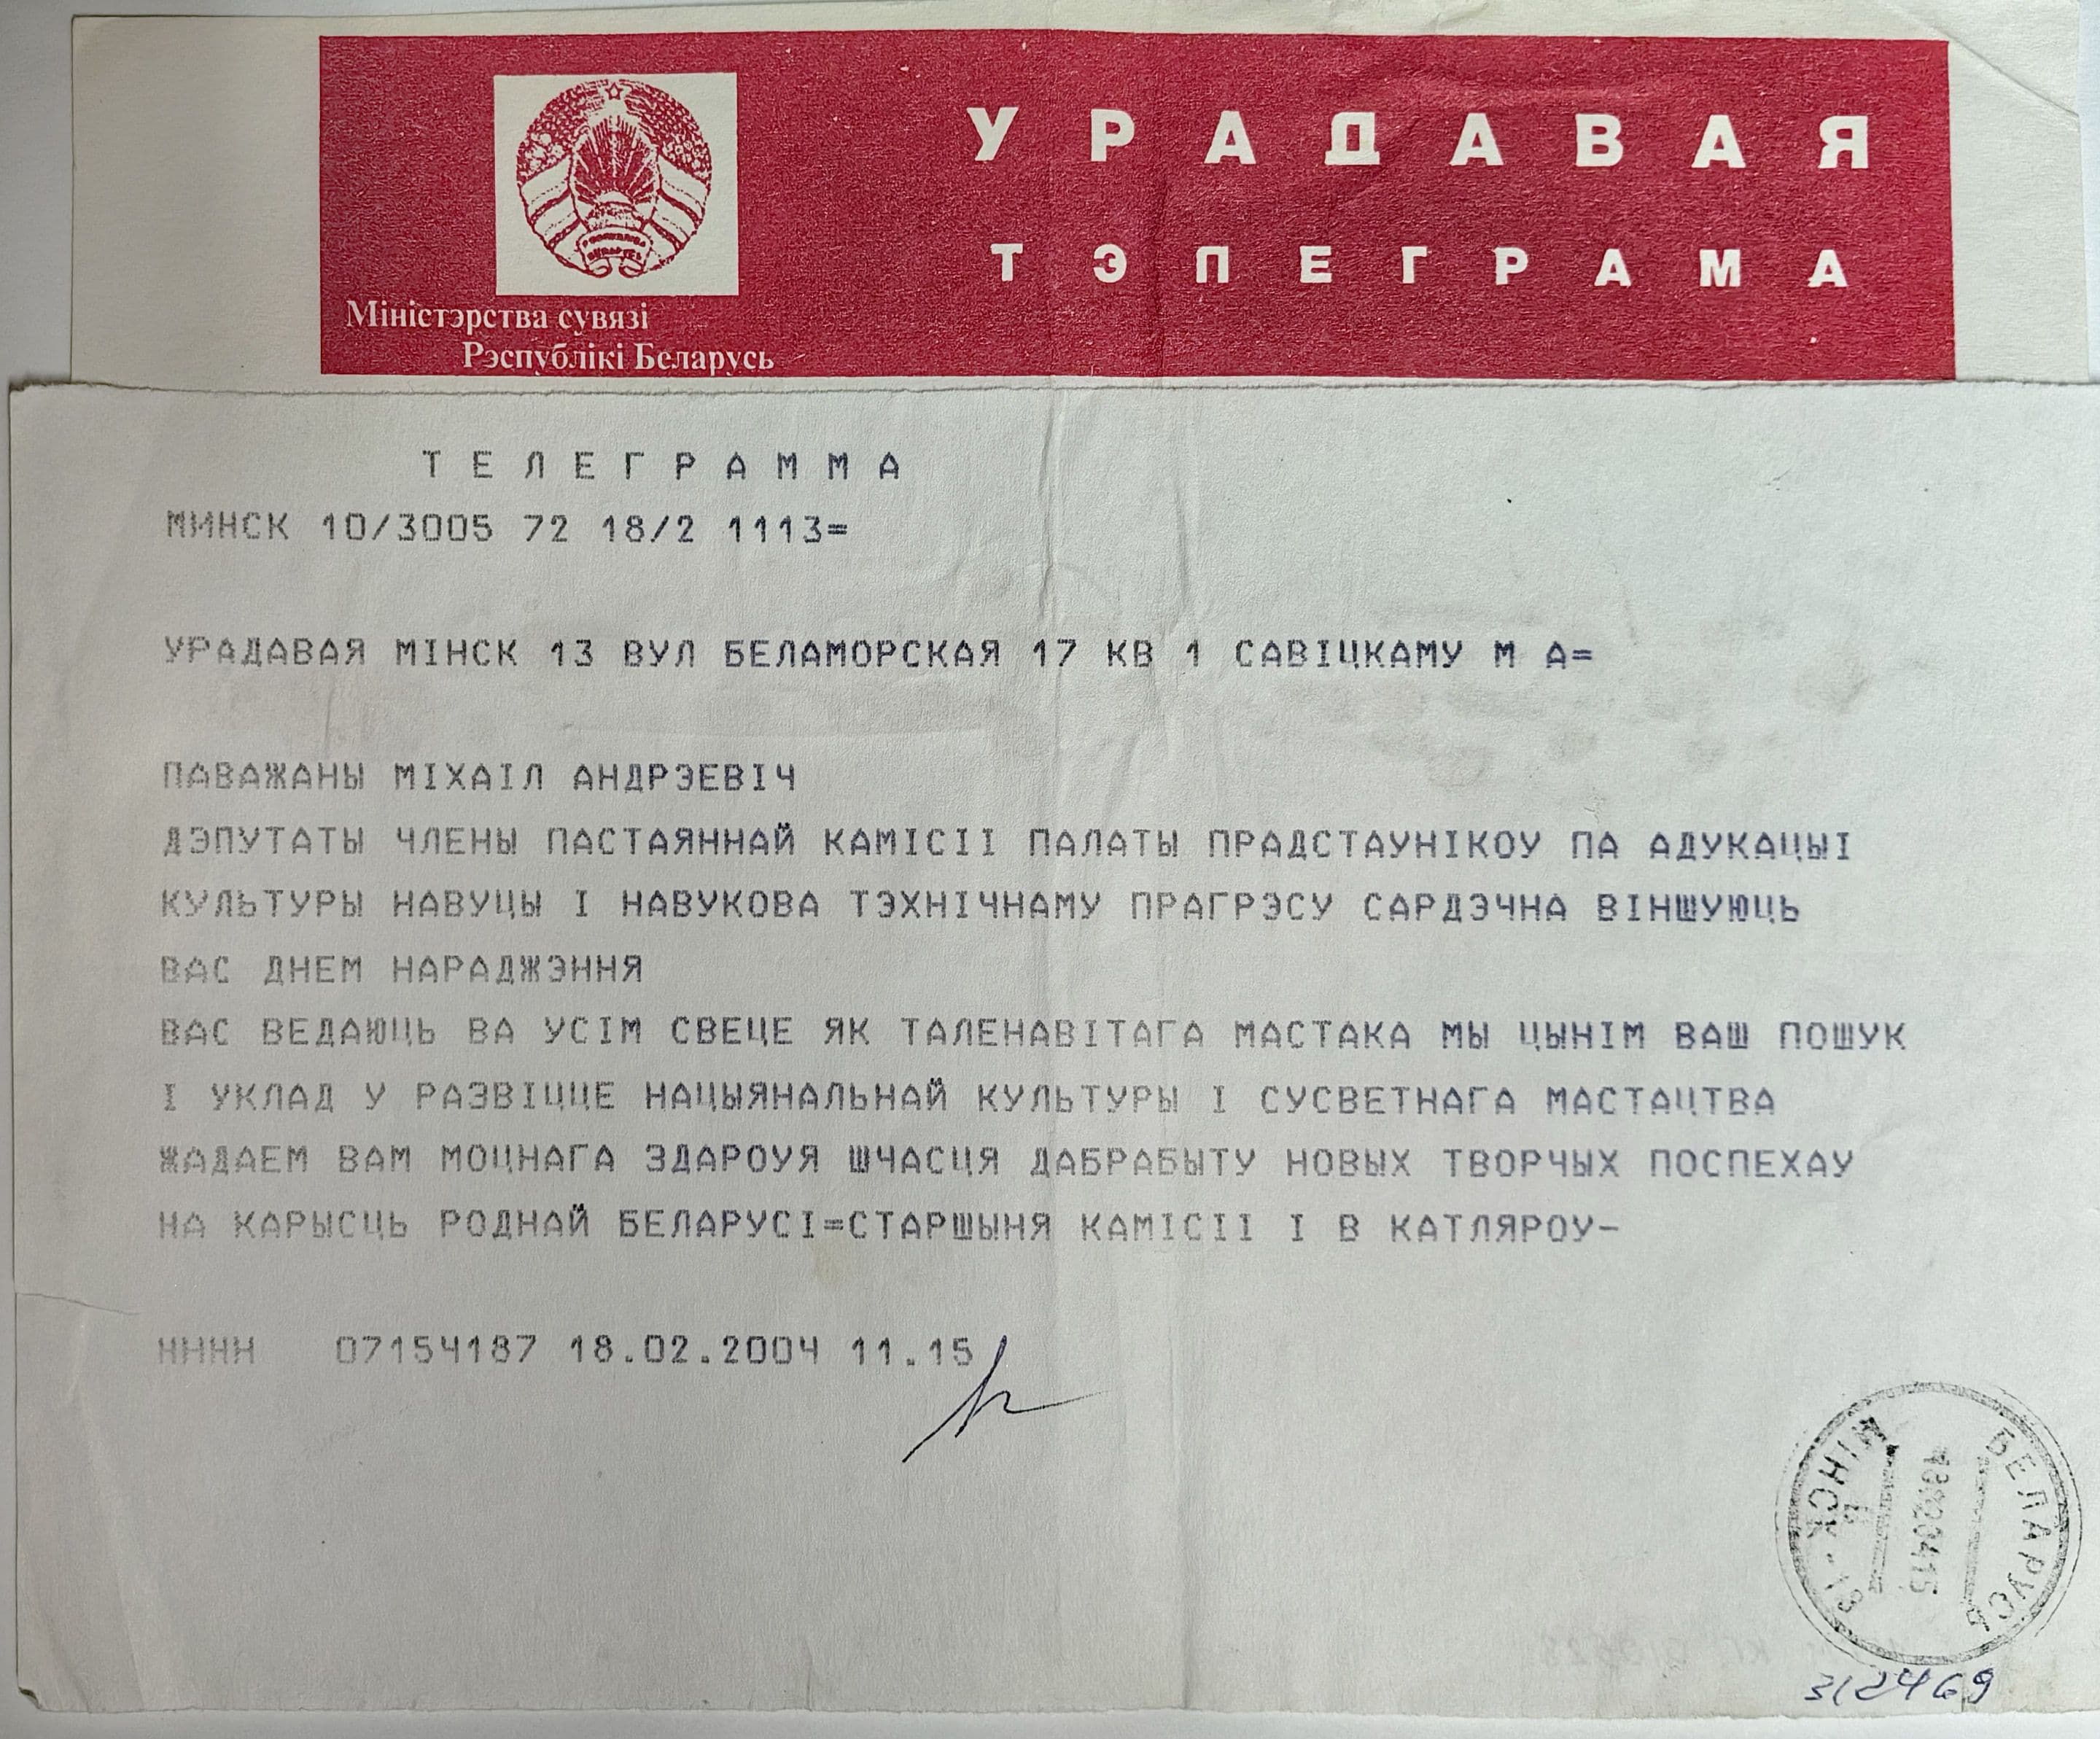 УРАДАВАЯ
ТЭЛЕГРАМА
Міністэрства сувязі
Рэспублікі Беларусь
ТЕЛЕГРАММА
МИНСК 10/3005 72 18/2 1113=
УРАДАВАЯ МІНСК 13 ВУЛ БЕЛАМОРСКАЯ 17 КВ 1 САВІЦКАМУ М А=
ПАВАЖАНЫ МІХАІЛ АНДРЭЕВІЧ
ДЭПУТАТЫ ЧЛЕНЫ ПАСТАЯННАЙ КАМІСІІ ПАЛАТЫ ПРАДСТАУНІКОУ ПА АДУКАЦЫІ
КУЛЬТУРЫ НАВУЦЫ І НАВУКОВА ТЭХНІЧНАМУ ПРАГРЭСУ САРДЭЧНА ВІНШУЮЦЬ
ВАС ДНЕМ НАРАДЖЭННЯ
ВАС ВЕДАЮЦЬ ВА УСІМ СВЕЦЕ ЯК ТАЛЕНАВІТАГА МАСТАКА МЫ ЦЫНІМ ВАШ ПОШУК
І УКЛАД У РАЗВІЦЦЕ НАЦЫЯНАЛЬНАЙ КУЛЬТУРЫ І СУСВЕТНАГА МАСТАЦТВА
ЖАДАЕМ ВАМ МОЦНАГА ЗДАРОУЯ ШЧАСЦЯ ДАБРАБЫТУ НОВЫХ ТВОРЧЫХ ПОСПЕХАУ
НА КАРЫСЦЬ РОДНАЙ БЕЛАРУСІ=СТАРШЫНЯ КАМІСІІ І В КАТЛЯРОУ-
НННН 07154187 18.02.2004 11.15
БЕЛАРУСЬ
МІНСК
312469